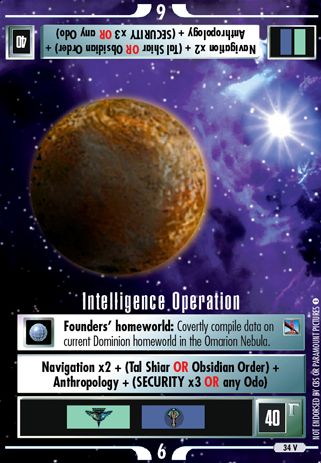 9
40
Navigation x2 + (Tal Shiar OR Obsidian Order) +
Anthropology + (SECURITY x3 OR any Odo)
Intelligence Operation
Founders’ homeworld: Covertly compile data on
current Dominion homeworld in the Omarion Nebula.
Navigation x2 + (Tal Shiar OR Obsidian Order) +
Anthropology + (SECURITY x3 OR any Odo)
40
Γ
6
34 V
NOT ENDORSED BY CBS OR PARAMOUNT PICTURES